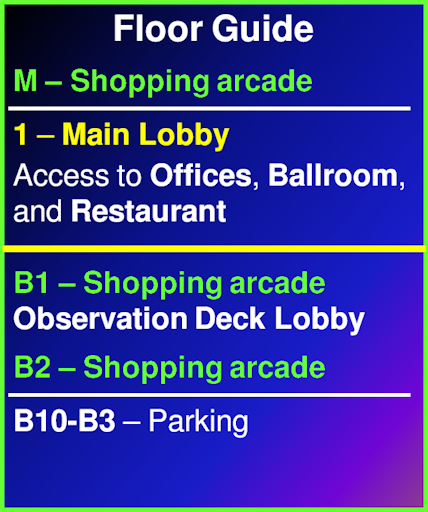 Floor Guide
M – Shopping arcade
1 – Main Lobby
Access to Offices, Ballroom,
and Restaurant
B1 – Shopping arcade
Observation Deck Lobby
B2 – Shopping arcade
B10-B3 – Parking